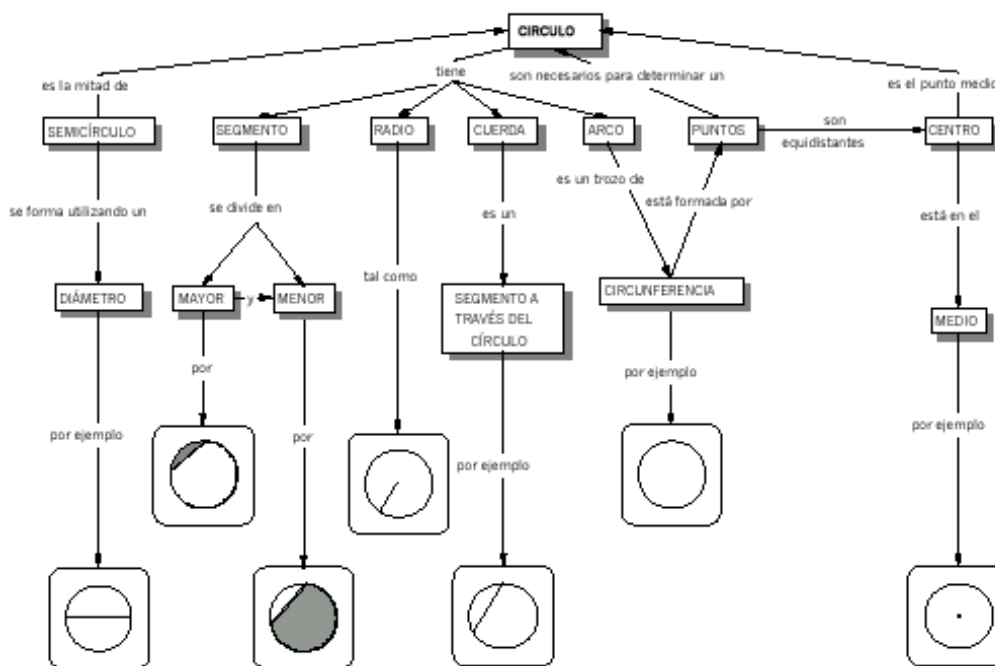 CIRCULO
tiene
son necesarios para determinar un
es la mitad de
es el punto medio
SEMICÍRCULO
SEGMENTO
RADIO
CUERDA
ARCO
PUNTOS
son
equidistantes
CENTRO
es un trozo de
está formada por
se forma utilizando un
se divide en
es un
está en el
tal como
DIÁMETRO
MAYOR
y
MENOR
SEGMENTO A
TRAVÉS DEL
CÍRCULO
CIRCUNFERENCIA
MEDIO
por
por ejemplo
por ejemplo
por
por ejemplo
por ejemplo